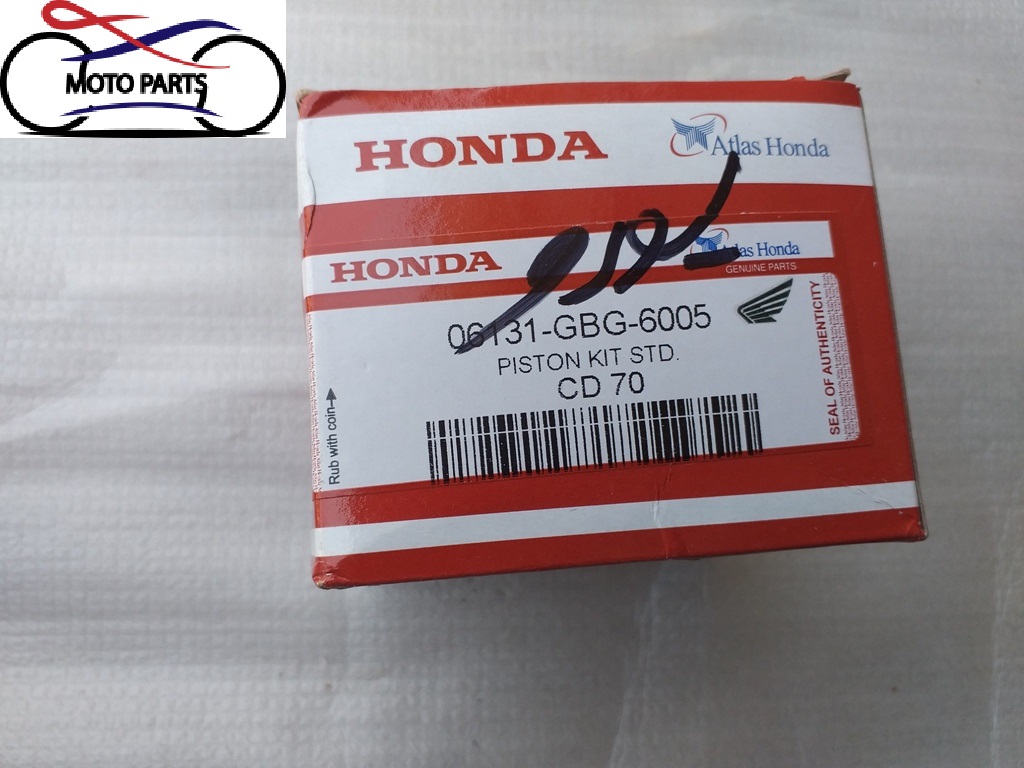 MOTO PARTS
HONDA
Atlas Honda
HONDA
Atlas Honda
GENUINE PARTS
06131-GBG-6005
PISTON KIT STD.
CD 70
Rub with coin→
SEAL OF AUTHENTICITY